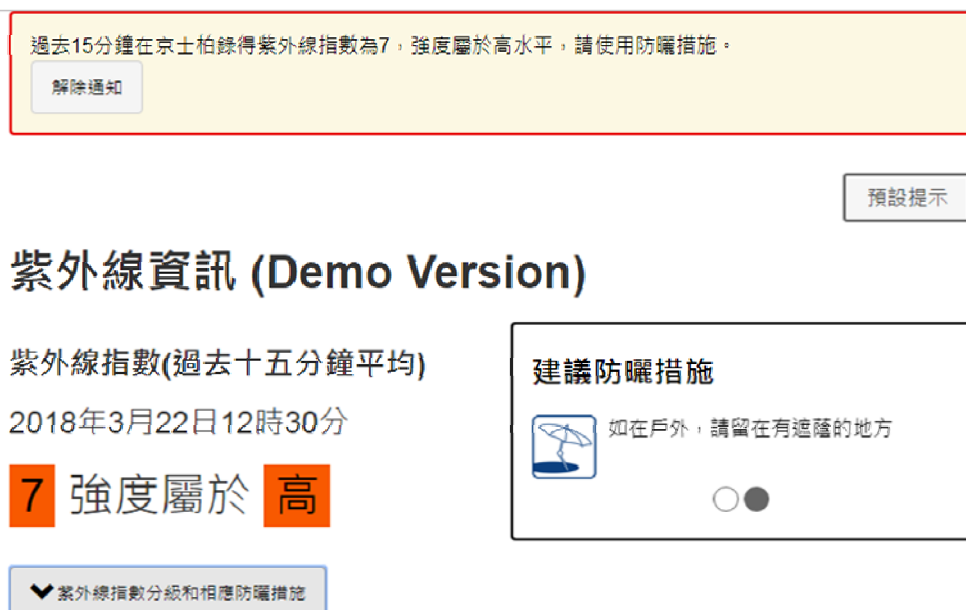 過去15分鐘在京士柏錄得紫外線指數為7，強度屬於高水平，請使用防曬措施。
解除通知
預設提示
紫外線資訊 (Demo Version)
紫外線指數(過去十五分鐘平均)
2018年3月22日12時30分
7 強度屬於 高
建議防曬措施
如在戶外，請留在有遮蔭的地方
紫外線指數分級和相應防曬措施